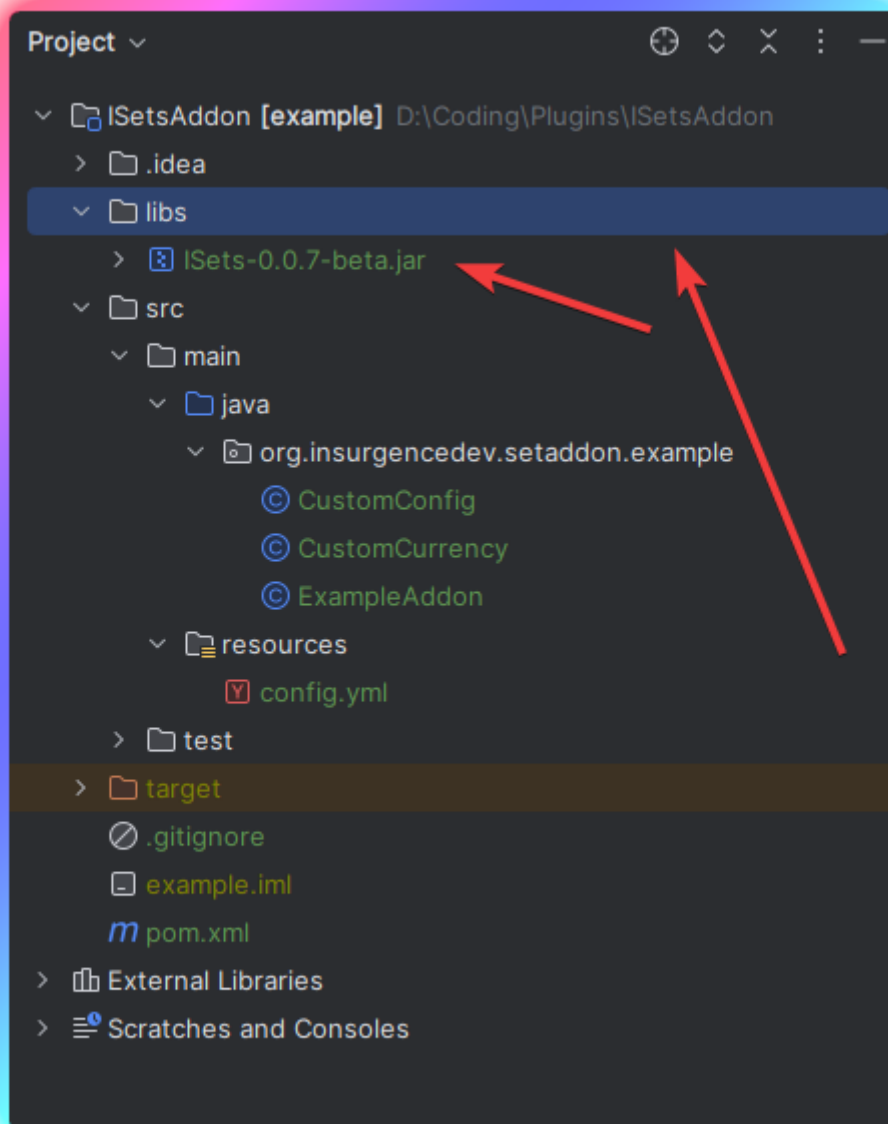 Project
ISetsAddon [example] D:\Coding\Plugins\ISetsAddon
.idea
libs
ISets-0.0.7-beta.jar
src
main
java
org.insurgencedev.setaddon.example
CustomConfig
CustomCurrency
ExampleAddon
resources
config.yml
test
target
.gitignore
example.iml
pom.xml
External Libraries
Scratches and Consoles